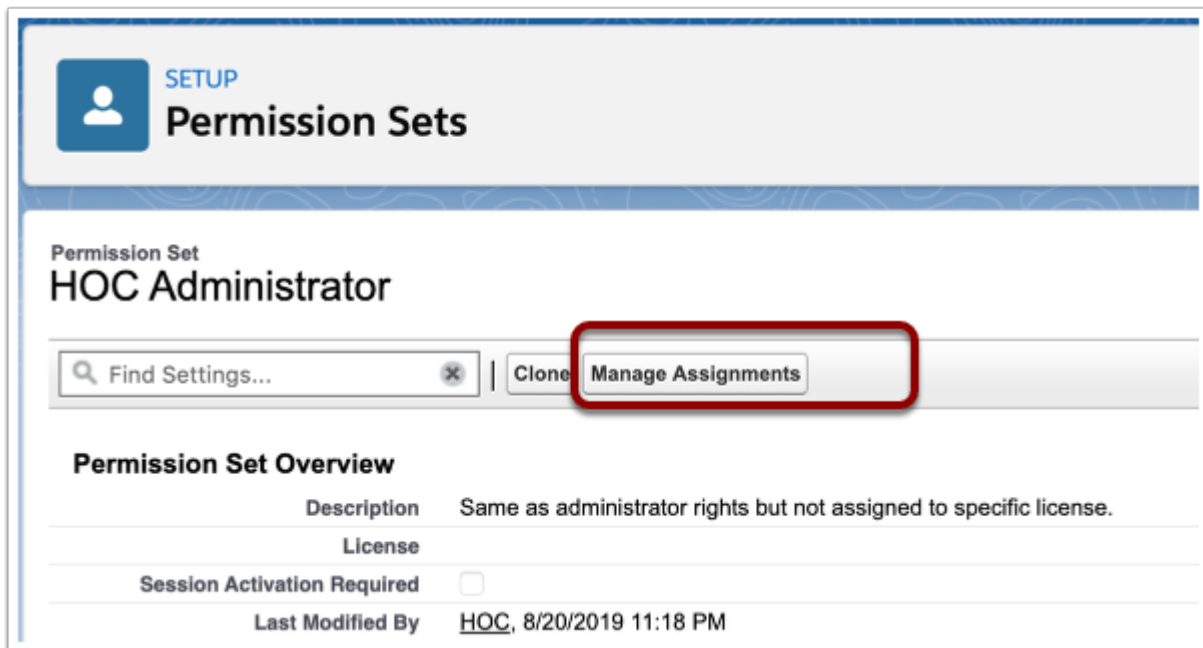 SETUP
Permission Sets
Permission Set
HOC Administrator
Find Settings... | Clone Manage Assignments
Permission Set Overview
Description Same as administrator rights but not assigned to specific license.
License
Session Activation Required
Last Modified By HOC, 8/20/2019 11:18 PM